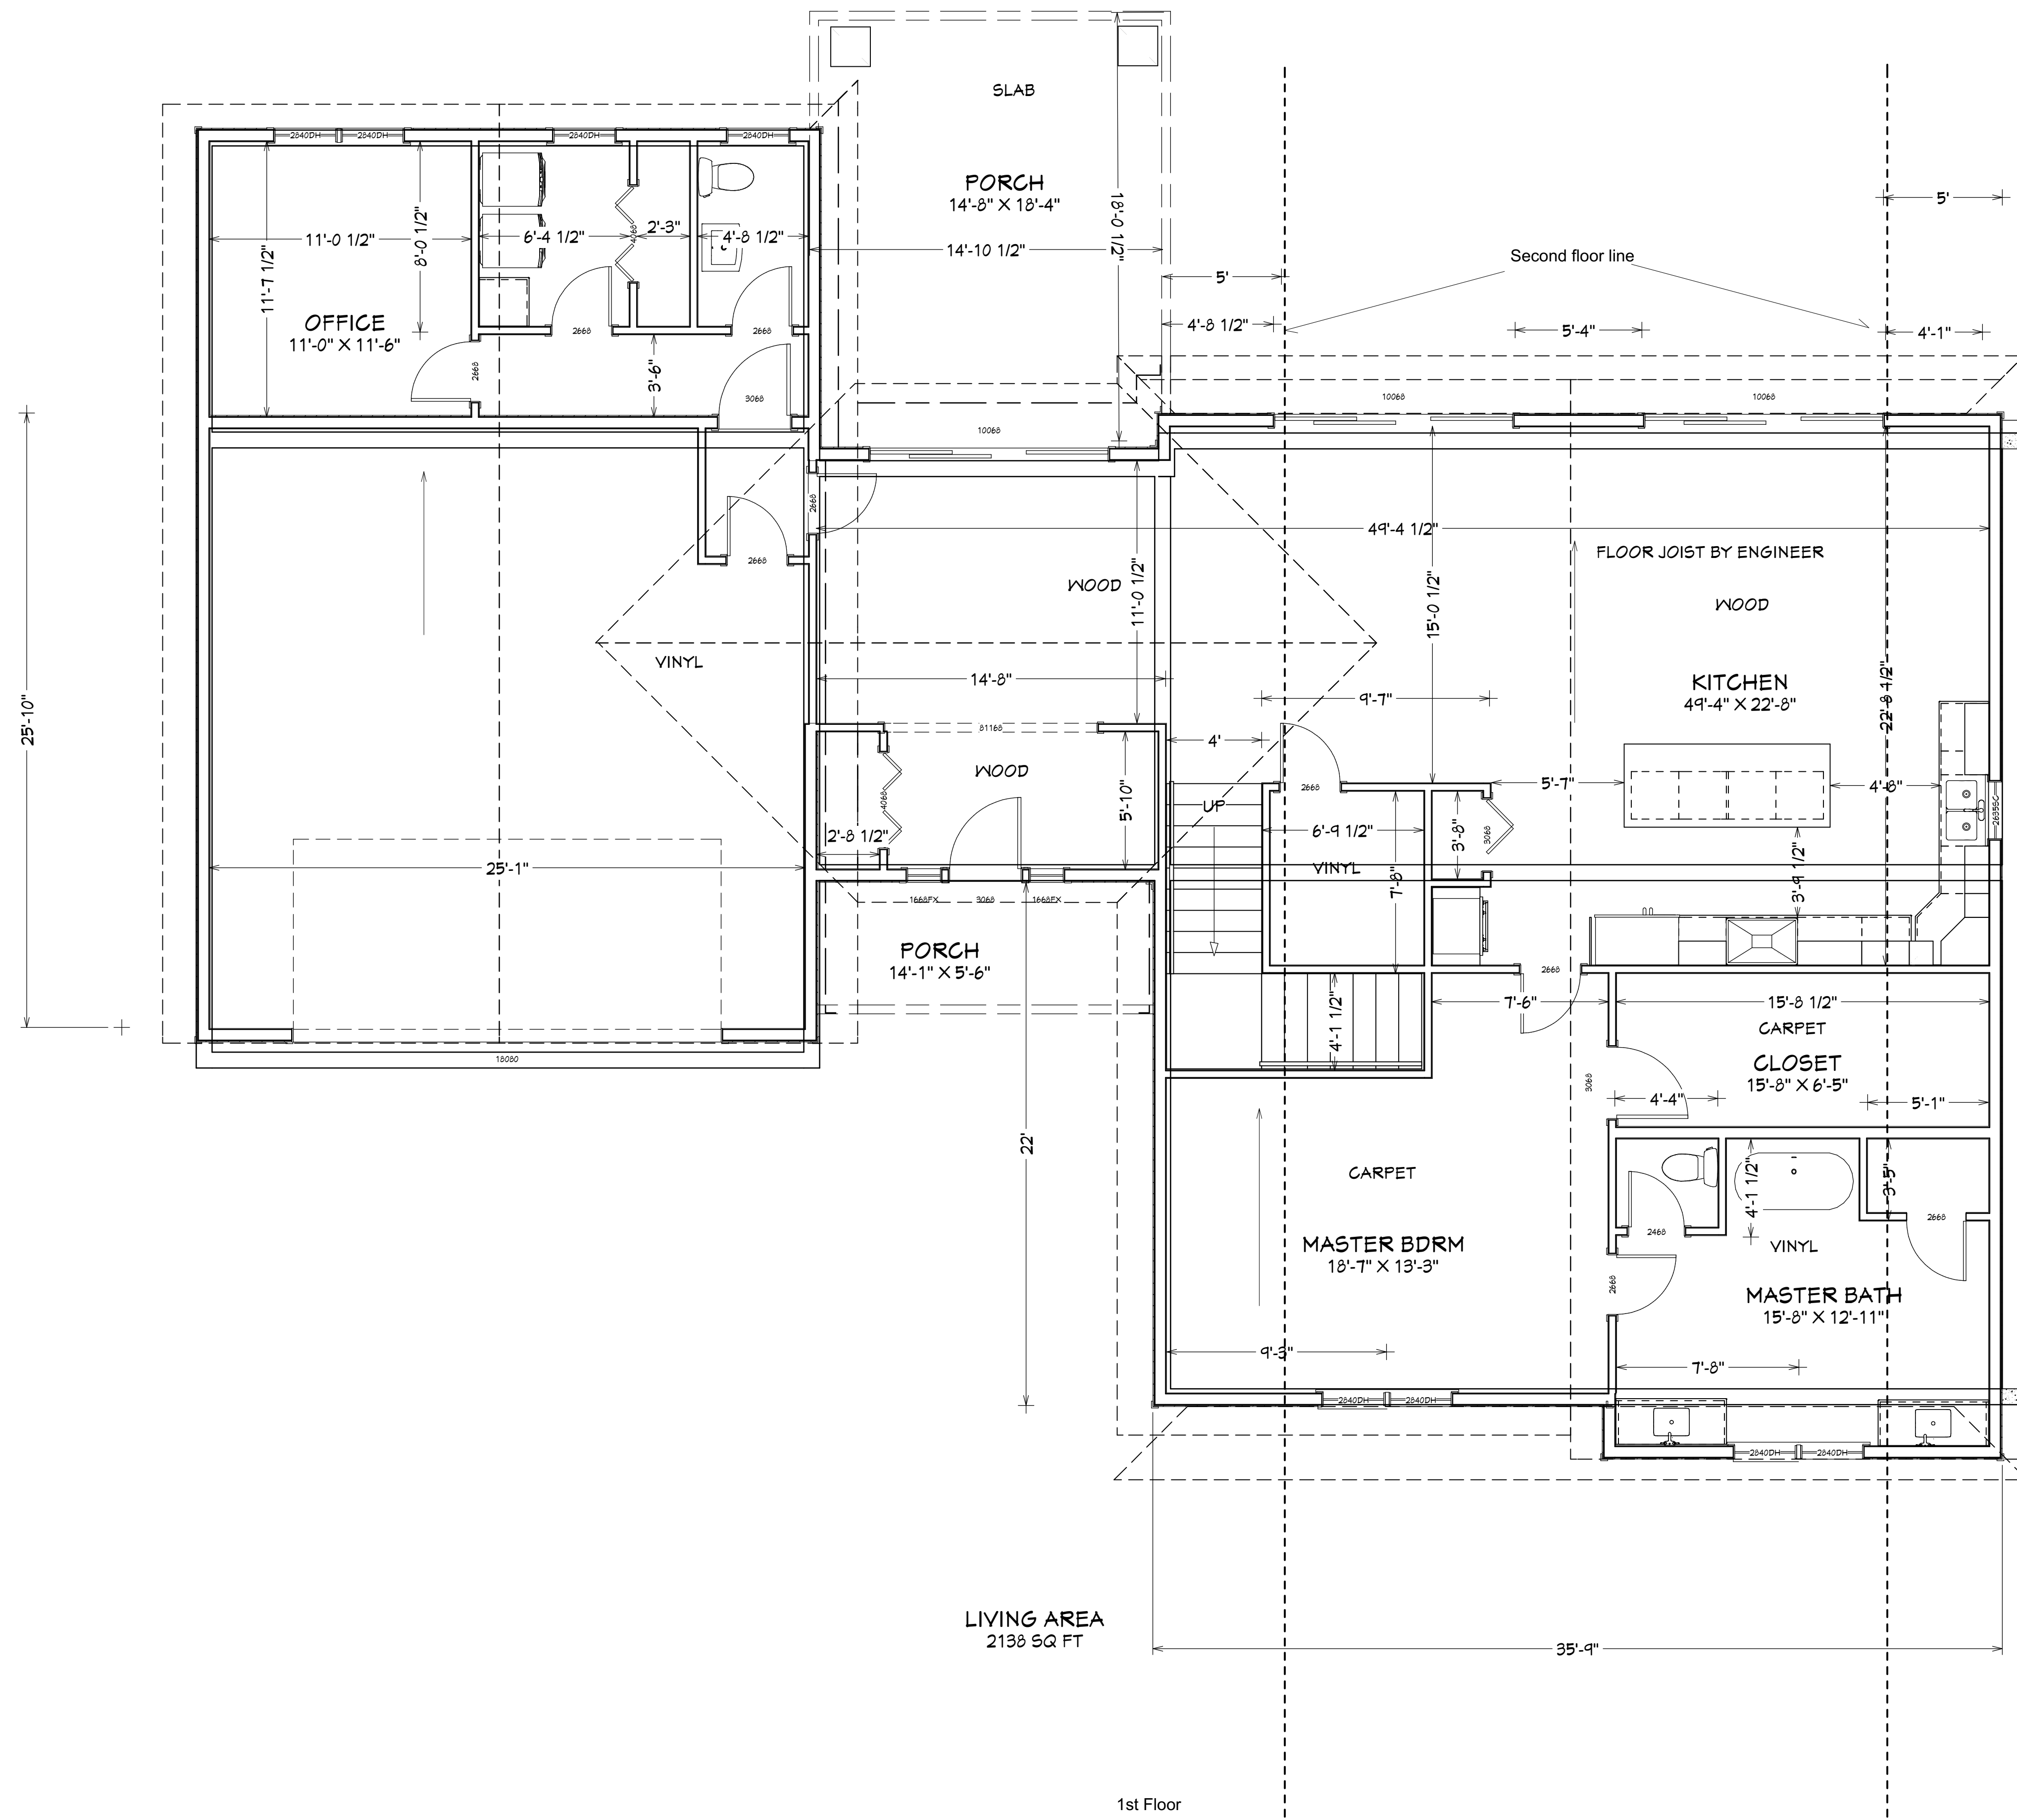 SLAB
2840DH
2840DH
2840DH
2840DH
PORCH
14'-8" X 18'-4"
18'-0 1/2"
5'
11'-0 1/2"
8'-0 1/2"
11'-7 1/2"
6'-4 1/2"
4068
2'-3"
4'-8 1/2"
14'-10 1/2"
Second floor line
5'
OFFICE
11'-0" X 11'-6"
2668
2668
4'-8 1/2"
5'-4"
4'-1"
2668
3'-6"
3068
10068
10068
10068
2668
49'-4 1/2"
FLOOR JOIST BY ENGINEER
2668
WOOD
11'-0 1/2"
15'-0 1/2"
WOOD
VINYL
14'-8"
KITCHEN
49'-4" X 22'-8"
22'-8 1/2"
9'-7"
25'-10"
81168
4'
WOOD
2668
5'-7"
4'-8"
4068
5'-10"
UP
2635SC
2'-8 1/2"
6'-9 1/2"
3'-8"
3068
25'-1"
VINYL
7'-8"
3'-9 1/2"
1668FX
3068
1668FX
PORCH
14'-1" X 5'-6"
2668
7'-6"
15'-8 1/2"
4'-1 1/2"
CARPET
18080
CLOSET
15'-8" X 6'-5"
3068
4'-4"
5'-1"
22'
CARPET
4'-1 1/2"
3'-5"
2468
2668
MASTER BDRM
18'-7" X 13'-3"
VINYL
2668
MASTER BATH
15'-8" X 12'-11"
9'-3"
7'-8"
2840DH
2840DH
2840DH
2840DH
LIVING AREA
2138 SQ FT
35'-9"
1st Floor